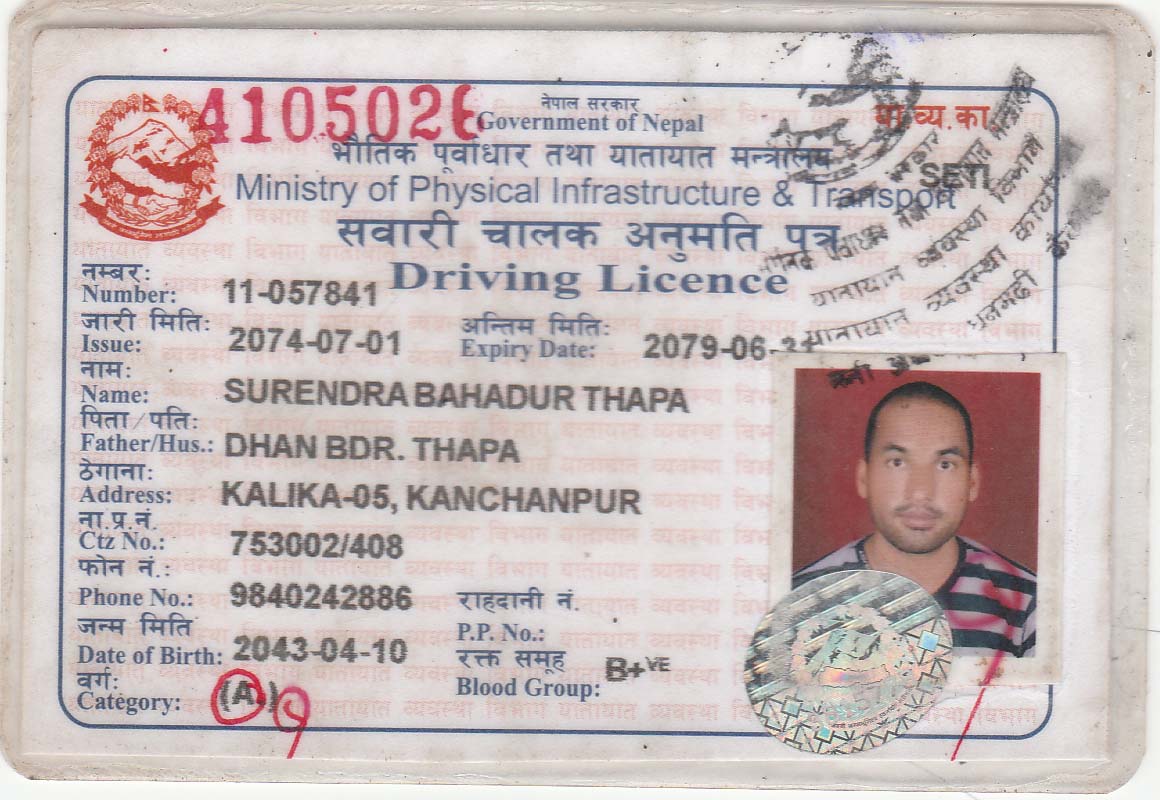 4105026
नेपाल सरकार
Government of Nepal
या.व्य.का.
भौतिक पूर्वाधार तथा यातायात मन्त्रालय
SETI
Ministry of Physical Infrastructure & Transport
सवारी चालक अनुमति पत्र
Driving Licence
नम्बर:
Number: 11-057841
जारी मिति: अन्तिम मिति:
Issue: 2074-07-01 Expiry Date: 2079-06-
नाम:
Name: SURENDRA BAHADUR THAPA
पिता/पति:
Father/Hus.: DHAN BDR. THAPA
ठेगाना:
Address: KALIKA-05, KANCHANPUR
ना.प्र.नं.
Ctz No.: 753002/408
फोन नं.:
Phone No.: 9840242886 राहदानी नं.
जन्म मिति P.P. No.:
Date of Birth: 2043-04-10 रक्त समूह
वर्ग: Blood Group: B+VE
Category: (A.)
यातायात व्यवस्था विभाग
यातायात व्यवस्था कार्या